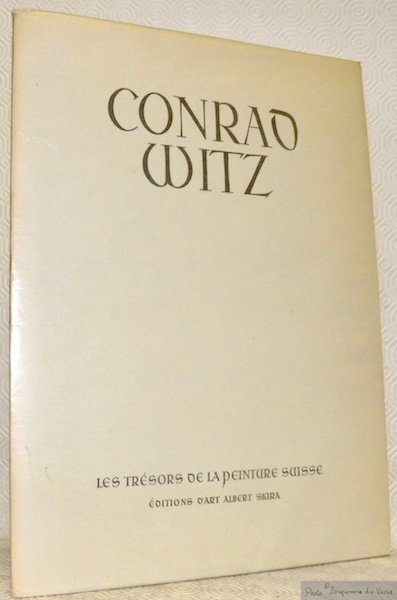 CONRAD
WITZ
LES TRÉSORS DE LA PEINTURE SUISSE
ÉDITIONS D'ART ALBERT SKIRA
Photo © Bouquinerie du Varis